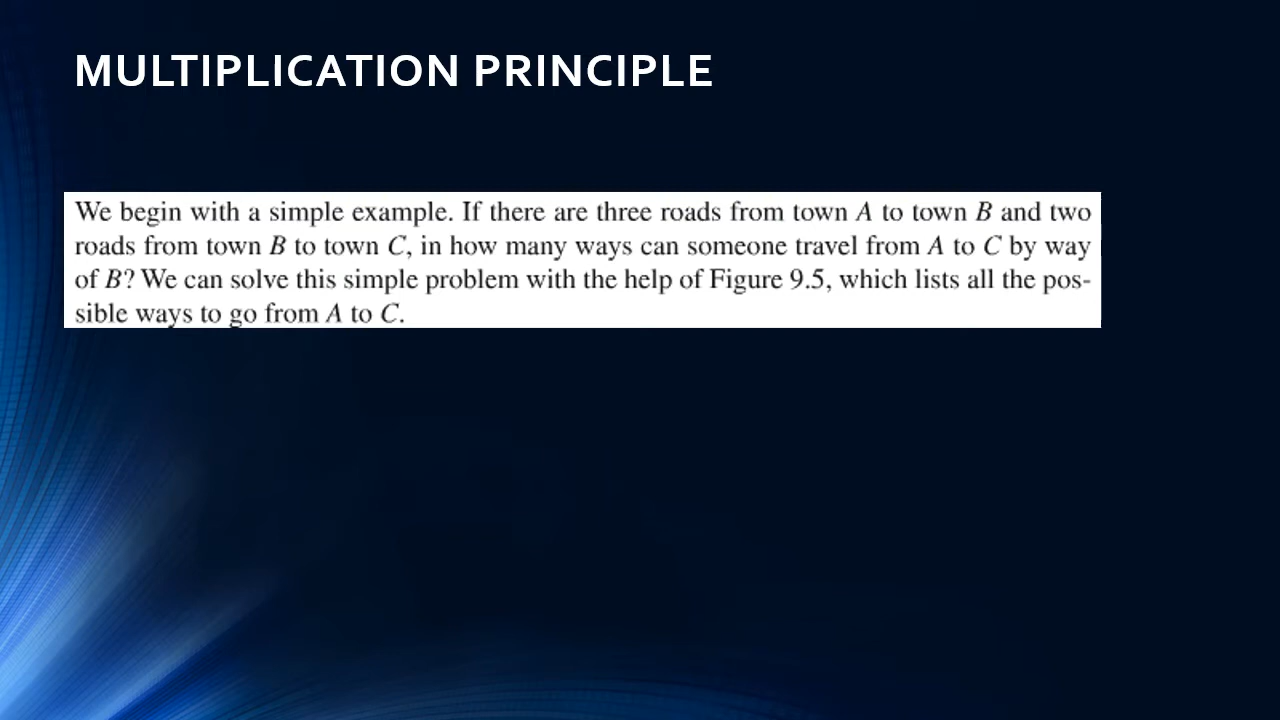 MULTIPLICATION PRINCIPLE
We begin with a simple example. If there are three roads from town A to town B and two
roads from town B to town C, in how many ways can someone travel from A to C by way
of B? We can solve this simple problem with the help of Figure 9.5, which lists all the pos-
sible ways to go from A to C.